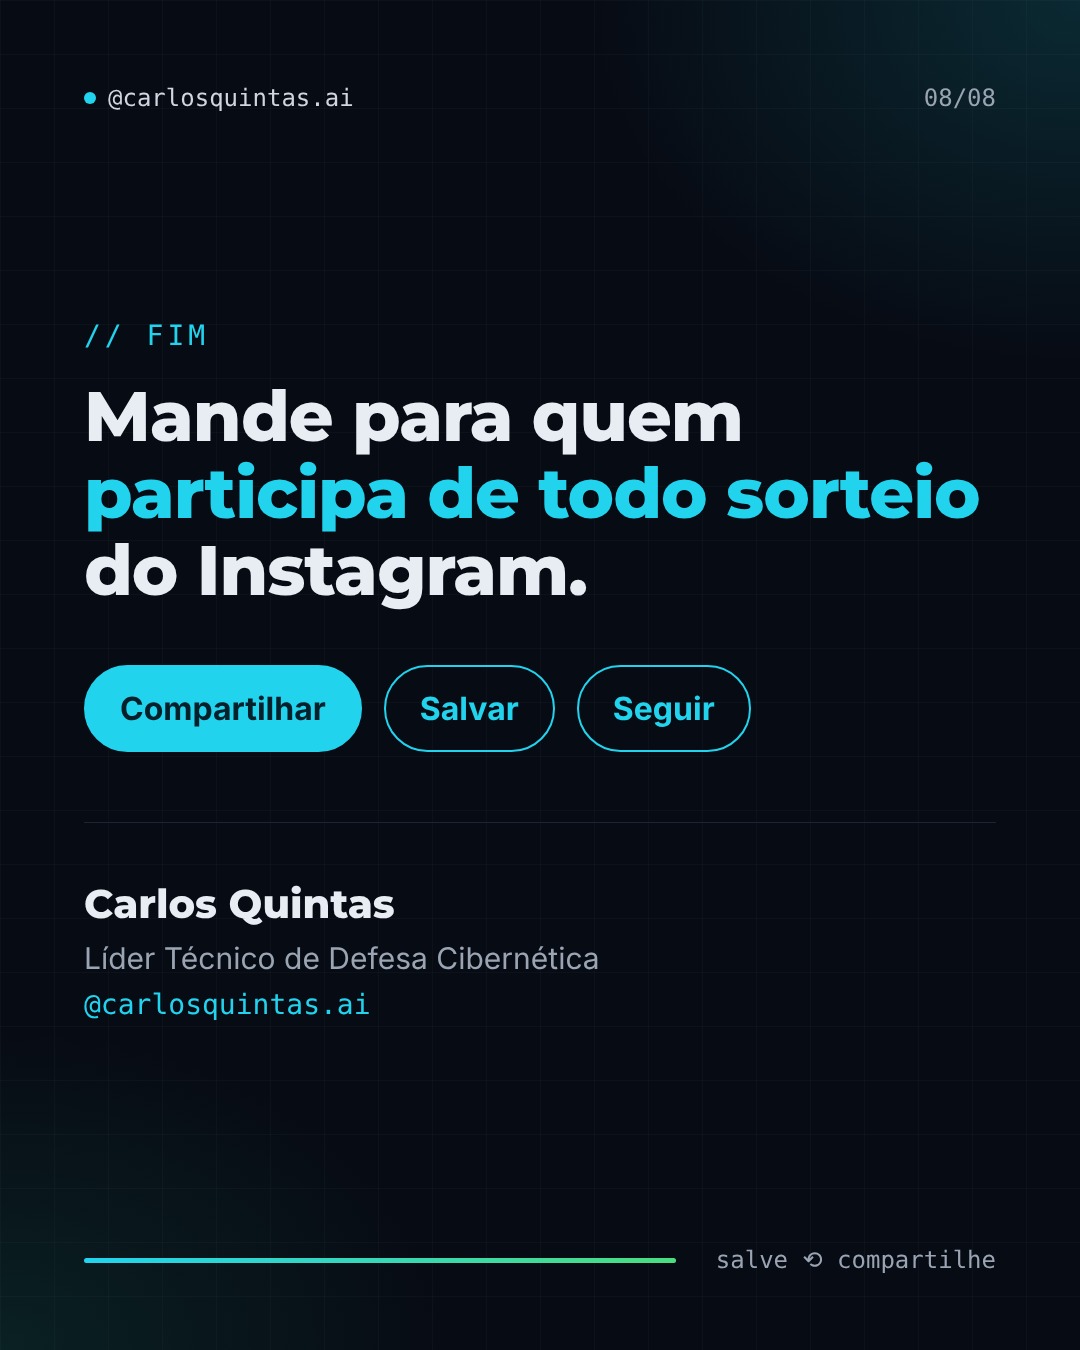 @carlosquintas.ai
08/08
// FIM
Mande para quem
participa de todo sorteio
do Instagram.
Compartilhar
Salvar
Seguir
Carlos Quintas
Líder Técnico de Defesa Cibernética
@carlosquintas.ai
salve ⟲ compartilhe